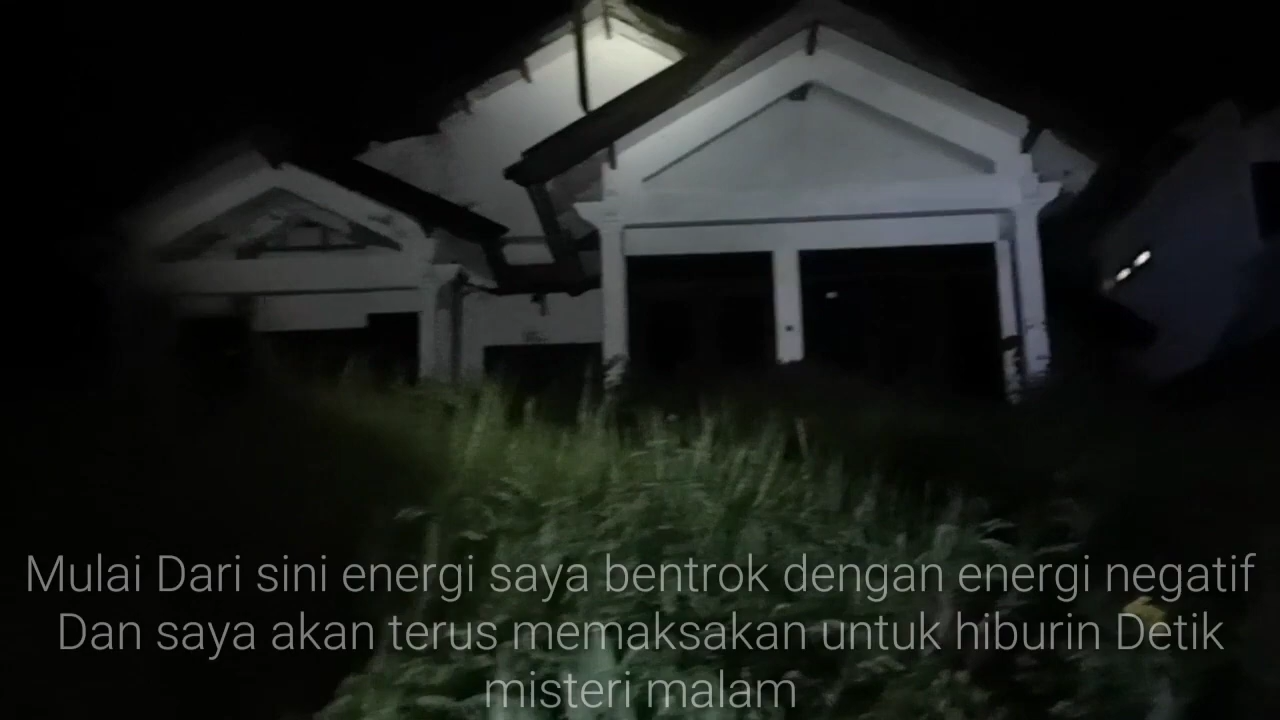 Mulai Dari sini energi saya bentrok dengan energi negatif
Dan saya akan terus memaksakan untuk hiburin Detik
misteri malam